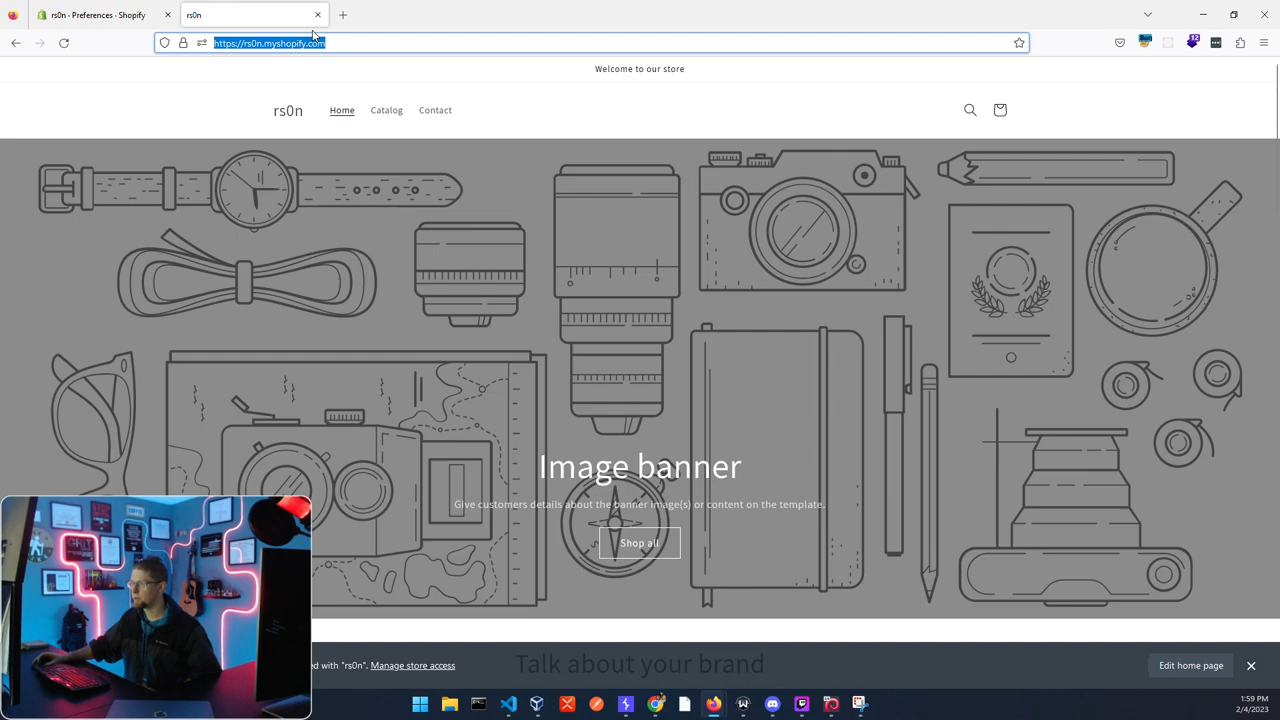 rs0n - Preferences · Shopify
rs0n
https://rs0n.myshopify.com
12
Welcome to our store
rs0n
Home
Catalog
Contact
Image banner
Give customers details about the banner image(s) or content on the template.
Shop all
Talk about your brand
ed with "rs0n". Manage store access
Edit home page
1:59 PM
2/4/2023